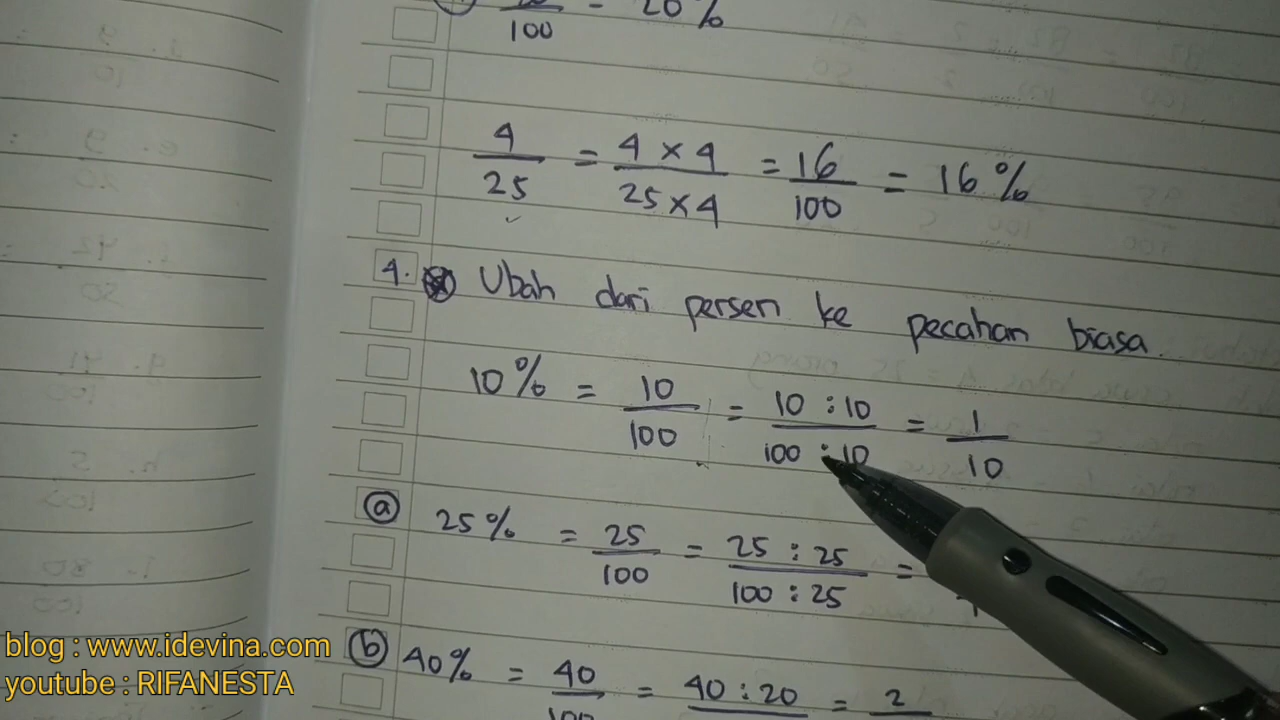 100 = 20%
4/25 = 4 × 4/25 × 4 = 16/100 = 16%
4. Ubah dari persen ke pecahan biasa.
10% = 10/100 = 10 : 10/100 : 10 = 1/10
ⓐ 25% = 25/100 = 25 : 25/100 : 25 =
ⓑ 40% = 40/100 = 40 : 20 = 2
blog : www.idevina.com
youtube : RIFANESTA